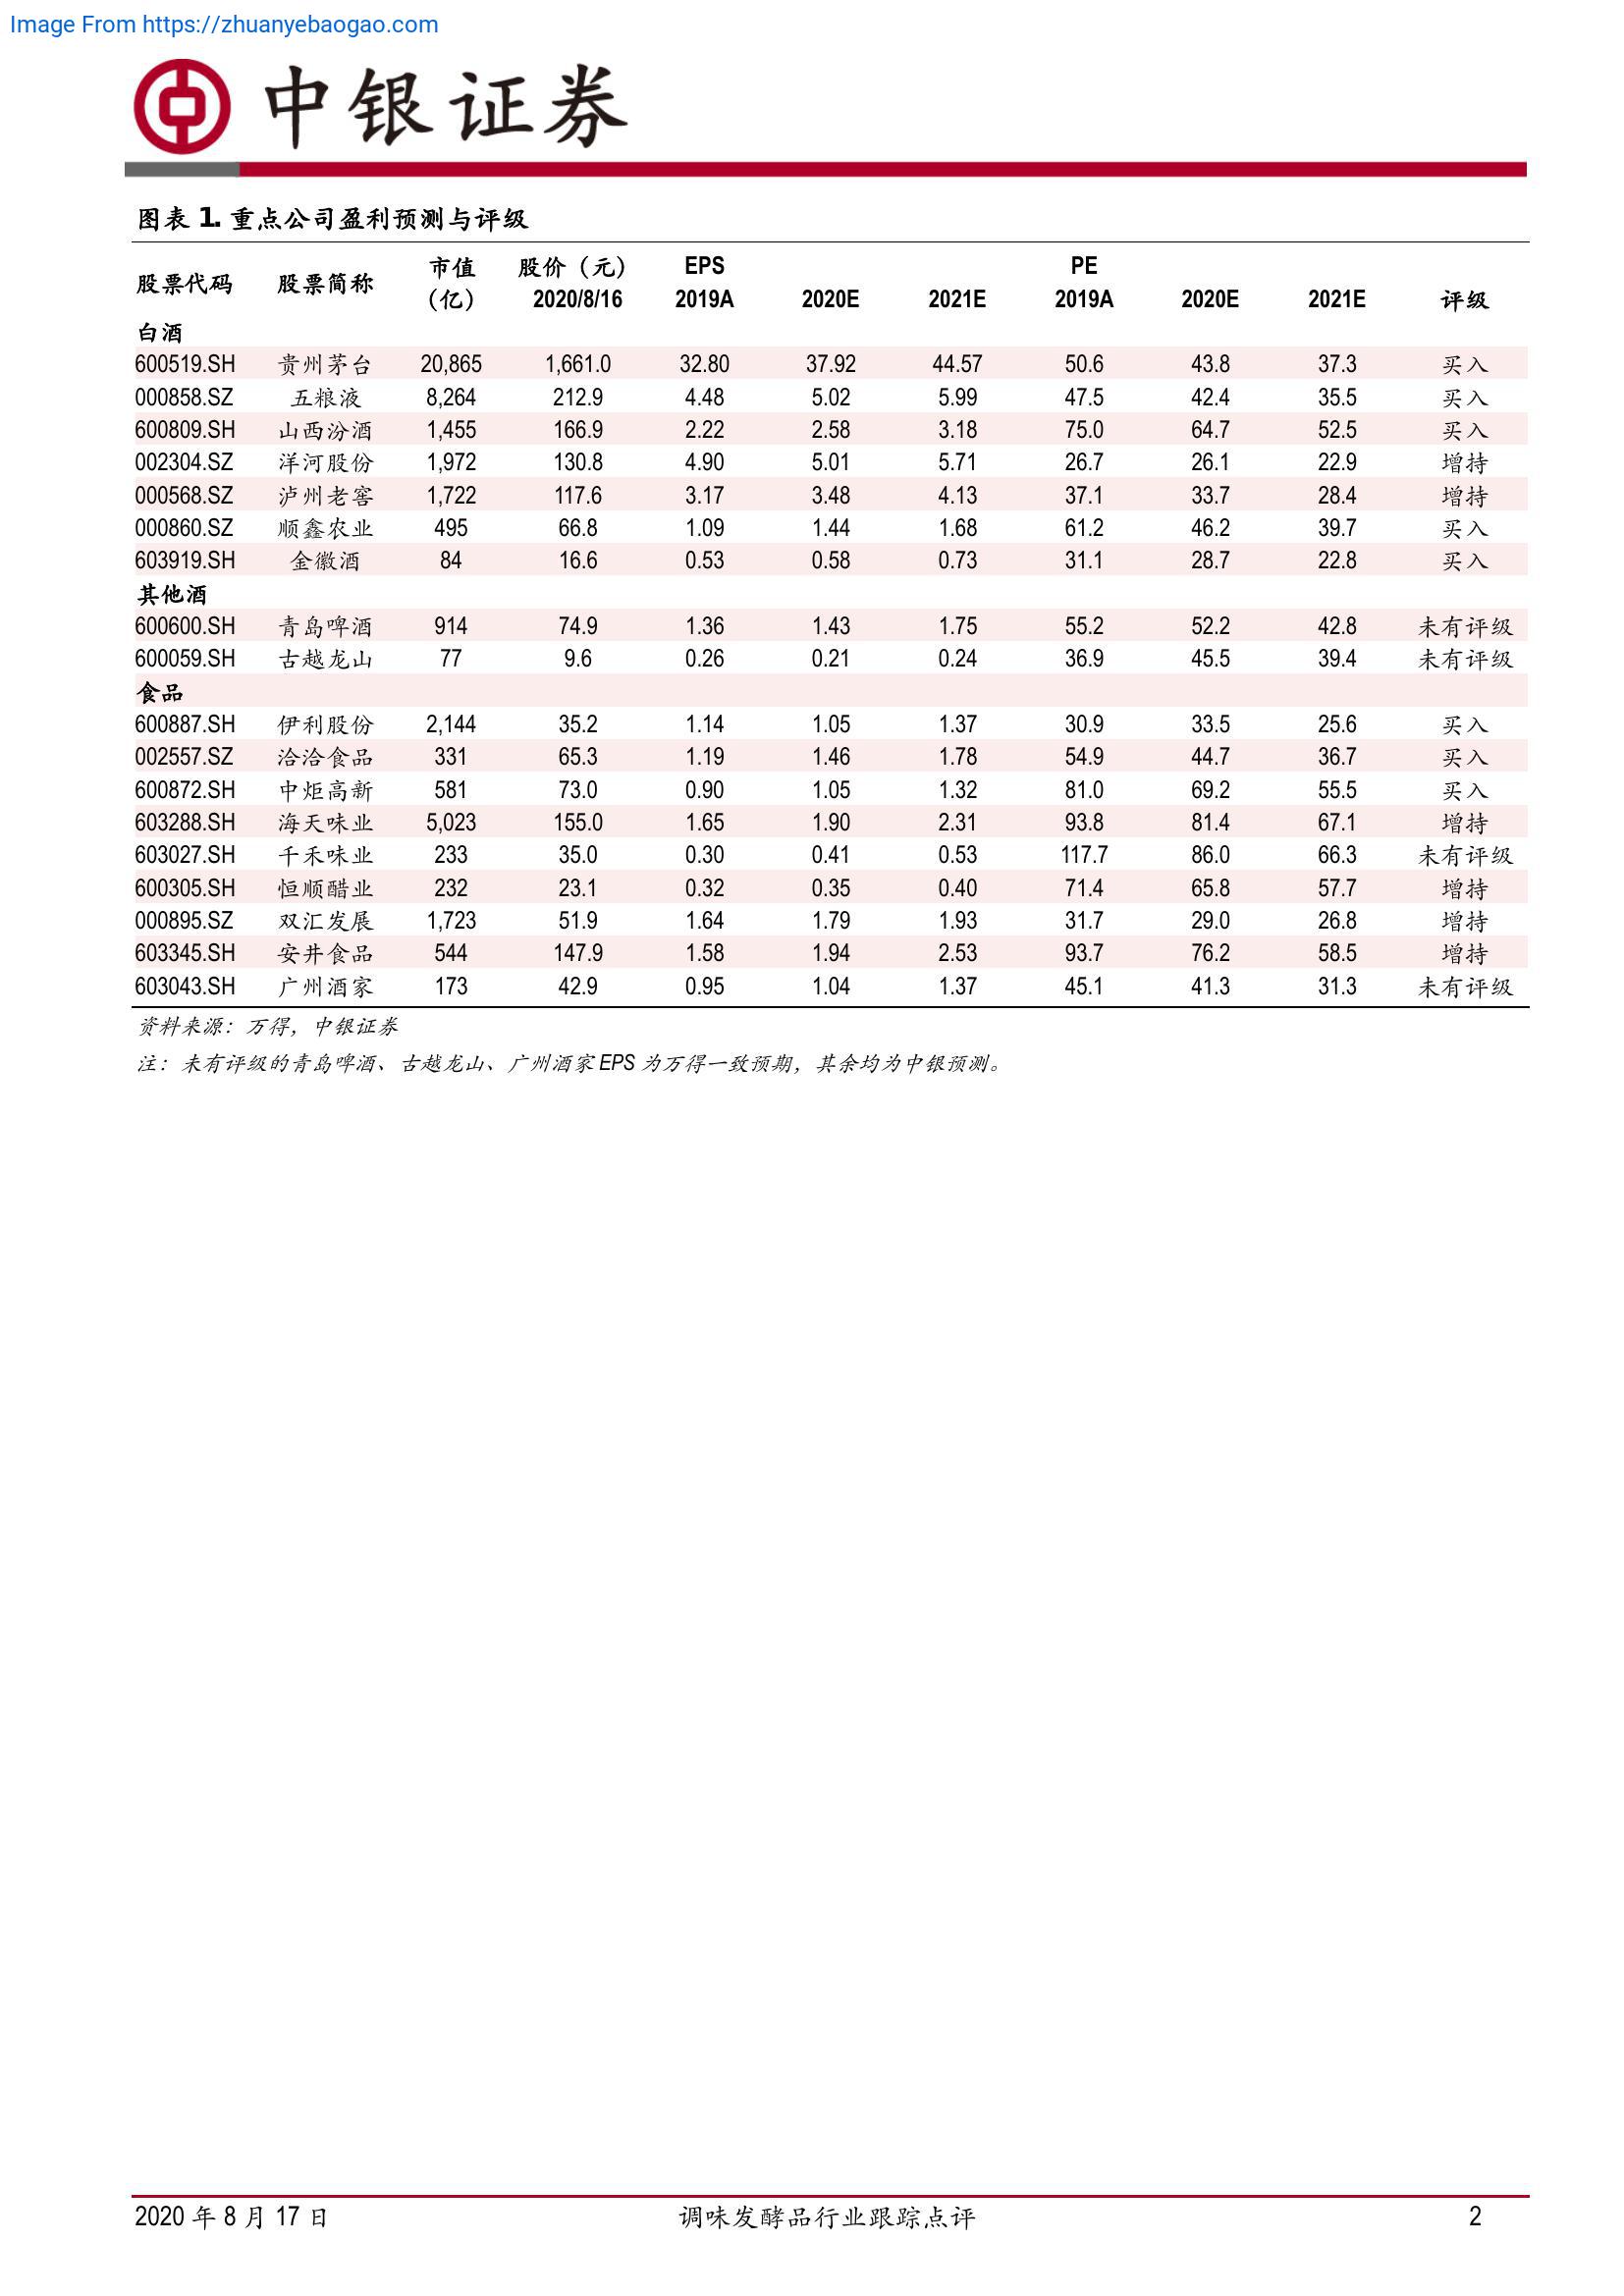 Image From https://zhuanyebaogao.com
中银证券
图表 1. 重点公司盈利预测与评级
股票代码 股票简称 市值（亿） 股价（元）2020/8/16 EPS 2019A 2020E 2021E PE 2019A 2020E 2021E 评级
白酒
600519.SH 贵州茅台 20,865 1,661.0 32.80 37.92 44.57 50.6 43.8 37.3 买入
000858.SZ 五粮液 8,264 212.9 4.48 5.02 5.99 47.5 42.4 35.5 买入
600809.SH 山西汾酒 1,455 166.9 2.22 2.58 3.18 75.0 64.7 52.5 买入
002304.SZ 洋河股份 1,972 130.8 4.90 5.01 5.71 26.7 26.1 22.9 增持
000568.SZ 泸州老窖 1,722 117.6 3.17 3.48 4.13 37.1 33.7 28.4 增持
000860.SZ 顺鑫农业 495 66.8 1.09 1.44 1.68 61.2 46.2 39.7 买入
603919.SH 金徽酒 84 16.6 0.53 0.58 0.73 31.1 28.7 22.8 买入
其他酒
600600.SH 青岛啤酒 914 74.9 1.36 1.43 1.75 55.2 52.2 42.8 未有评级
600059.SH 古越龙山 77 9.6 0.26 0.21 0.24 36.9 45.5 39.4 未有评级
食品
600887.SH 伊利股份 2,144 35.2 1.14 1.05 1.37 30.9 33.5 25.6 买入
002557.SZ 洽洽食品 331 65.3 1.19 1.46 1.78 54.9 44.7 36.7 买入
600872.SH 中炬高新 581 73.0 0.90 1.05 1.32 81.0 69.2 55.5 买入
603288.SH 海天味业 5,023 155.0 1.65 1.90 2.31 93.8 81.4 67.1 增持
603027.SH 千禾味业 233 35.0 0.30 0.41 0.53 117.7 86.0 66.3 未有评级
600305.SH 恒顺醋业 232 23.1 0.32 0.35 0.40 71.4 65.8 57.7 增持
000895.SZ 双汇发展 1,723 51.9 1.64 1.79 1.93 31.7 29.0 26.8 增持
603345.SH 安井食品 544 147.9 1.58 1.94 2.53 93.7 76.2 58.5 增持
603043.SH 广州酒家 173 42.9 0.95 1.04 1.37 45.1 41.3 31.3 未有评级
资料来源：万得，中银证券
注：未有评级的青岛啤酒、古越龙山、广州酒家 EPS 为万得一致预期，其余均为中银预测。
2020 年 8 月 17 日 调味发酵品行业跟踪点评 2